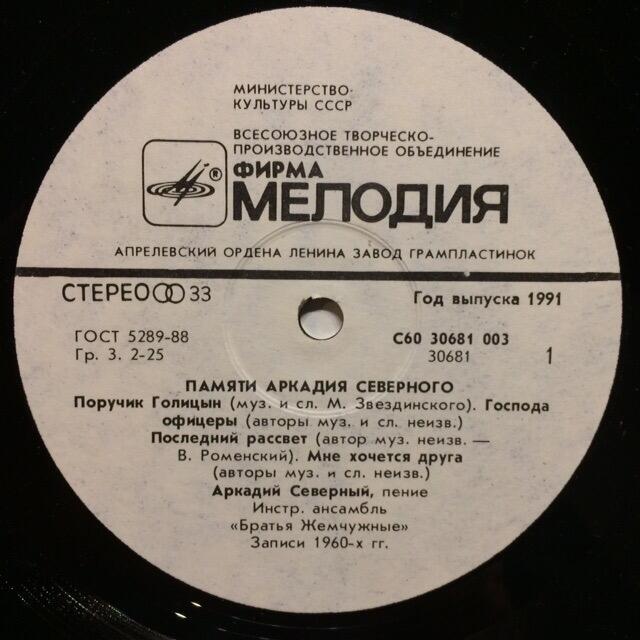 МИНИСТЕРСТВО
КУЛЬТУРЫ СССР
ВСЕСОЮЗНОЕ ТВОРЧЕСКО-
ПРОИЗВОДСТВЕННОЕ ОБЪЕДИНЕНИЕ
ФИРМА
® МЕЛОДИЯ
АПРЕЛЕВСКИЙ ОРДЕНА ЛЕНИНА ЗАВОД ГРАМПЛАСТИНОК
СТЕРЕО 33 Год выпуска 1991
ГОСТ 5289-88 С60 30681 003
Гр. 3. 2-25 30681 1
ПАМЯТИ АРКАДИЯ СЕВЕРНОГО
Поручик Голицын (муз. и сл. М. Звездинского). Господа
офицеры (авторы муз. и сл. неизв.)
Последний рассвет (автор муз. неизв. —
В. Роменский). Мне хочется друга
(авторы муз. и сл. неизв.)
Аркадий Северный, пение
Инстр. ансамбль
«Братья Жемчужные»
Записи 1960-х гг.